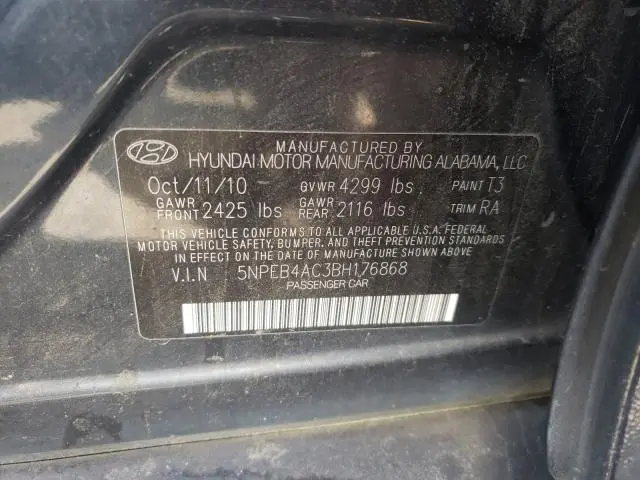 MANUFACTURED BY
HYUNDAI MOTOR MANUFACTURING ALABAMA, LLC
Oct/11/10 GVWR 4299 lbs PAINT T3
GAWR FRONT 2425 lbs GAWR REAR 2116 lbs TRIM RA
THIS VEHICLE CONFORMS TO ALL APPLICABLE U.S.A. FEDERAL
MOTOR VEHICLE SAFETY, BUMPER, AND THEFT PREVENTION STANDARDS
IN EFFECT ON THE DATE OF MANUFACTURE SHOWN ABOVE
V.I.N 5NPEB4AC3BH176868
PASSENGER CAR